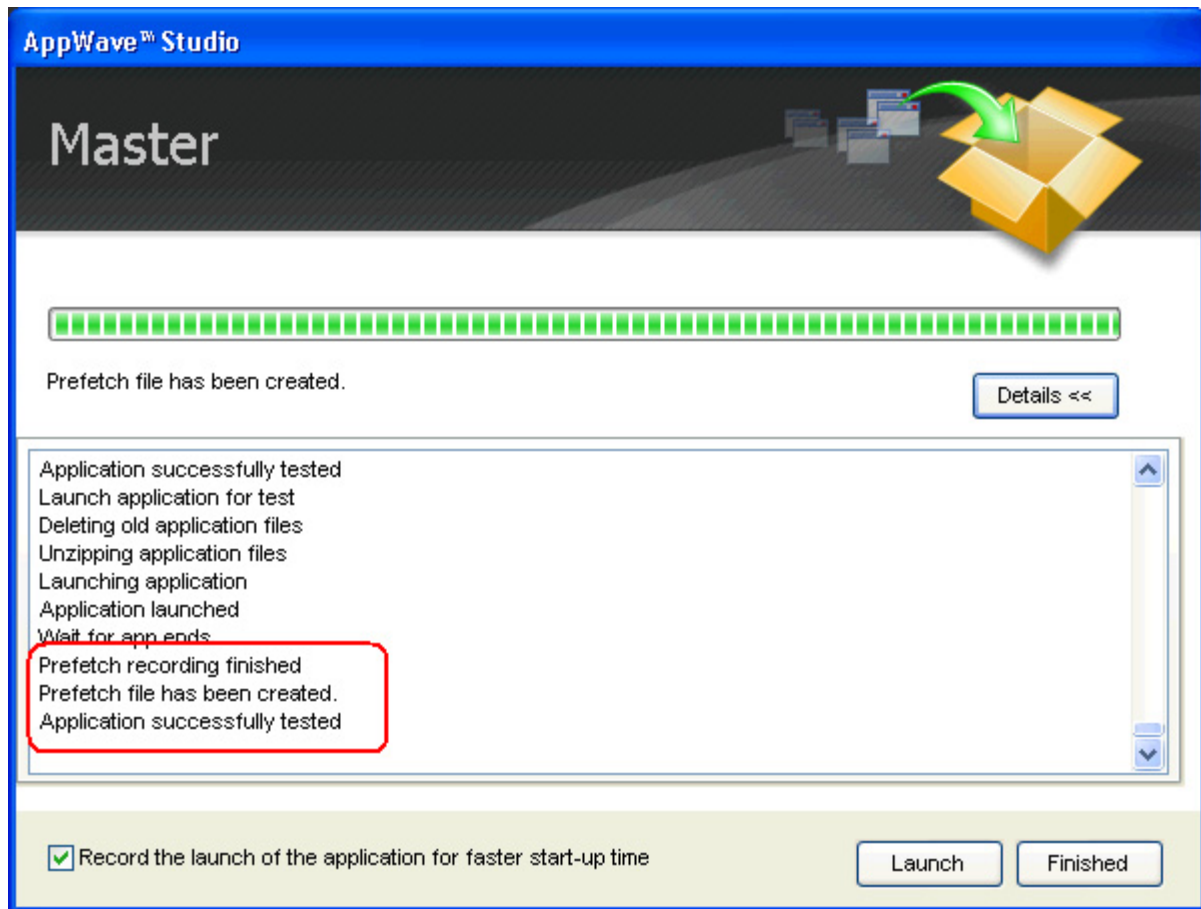 AppWave™ Studio
Master
Prefetch file has been created.
Details <<
Application successfully tested
Launch application for test
Deleting old application files
Unzipping application files
Launching application
Application launched
Wait for app ends
Prefetch recording finished
Prefetch file has been created.
Application successfully tested
Record the launch of the application for faster start-up time
Launch
Finished